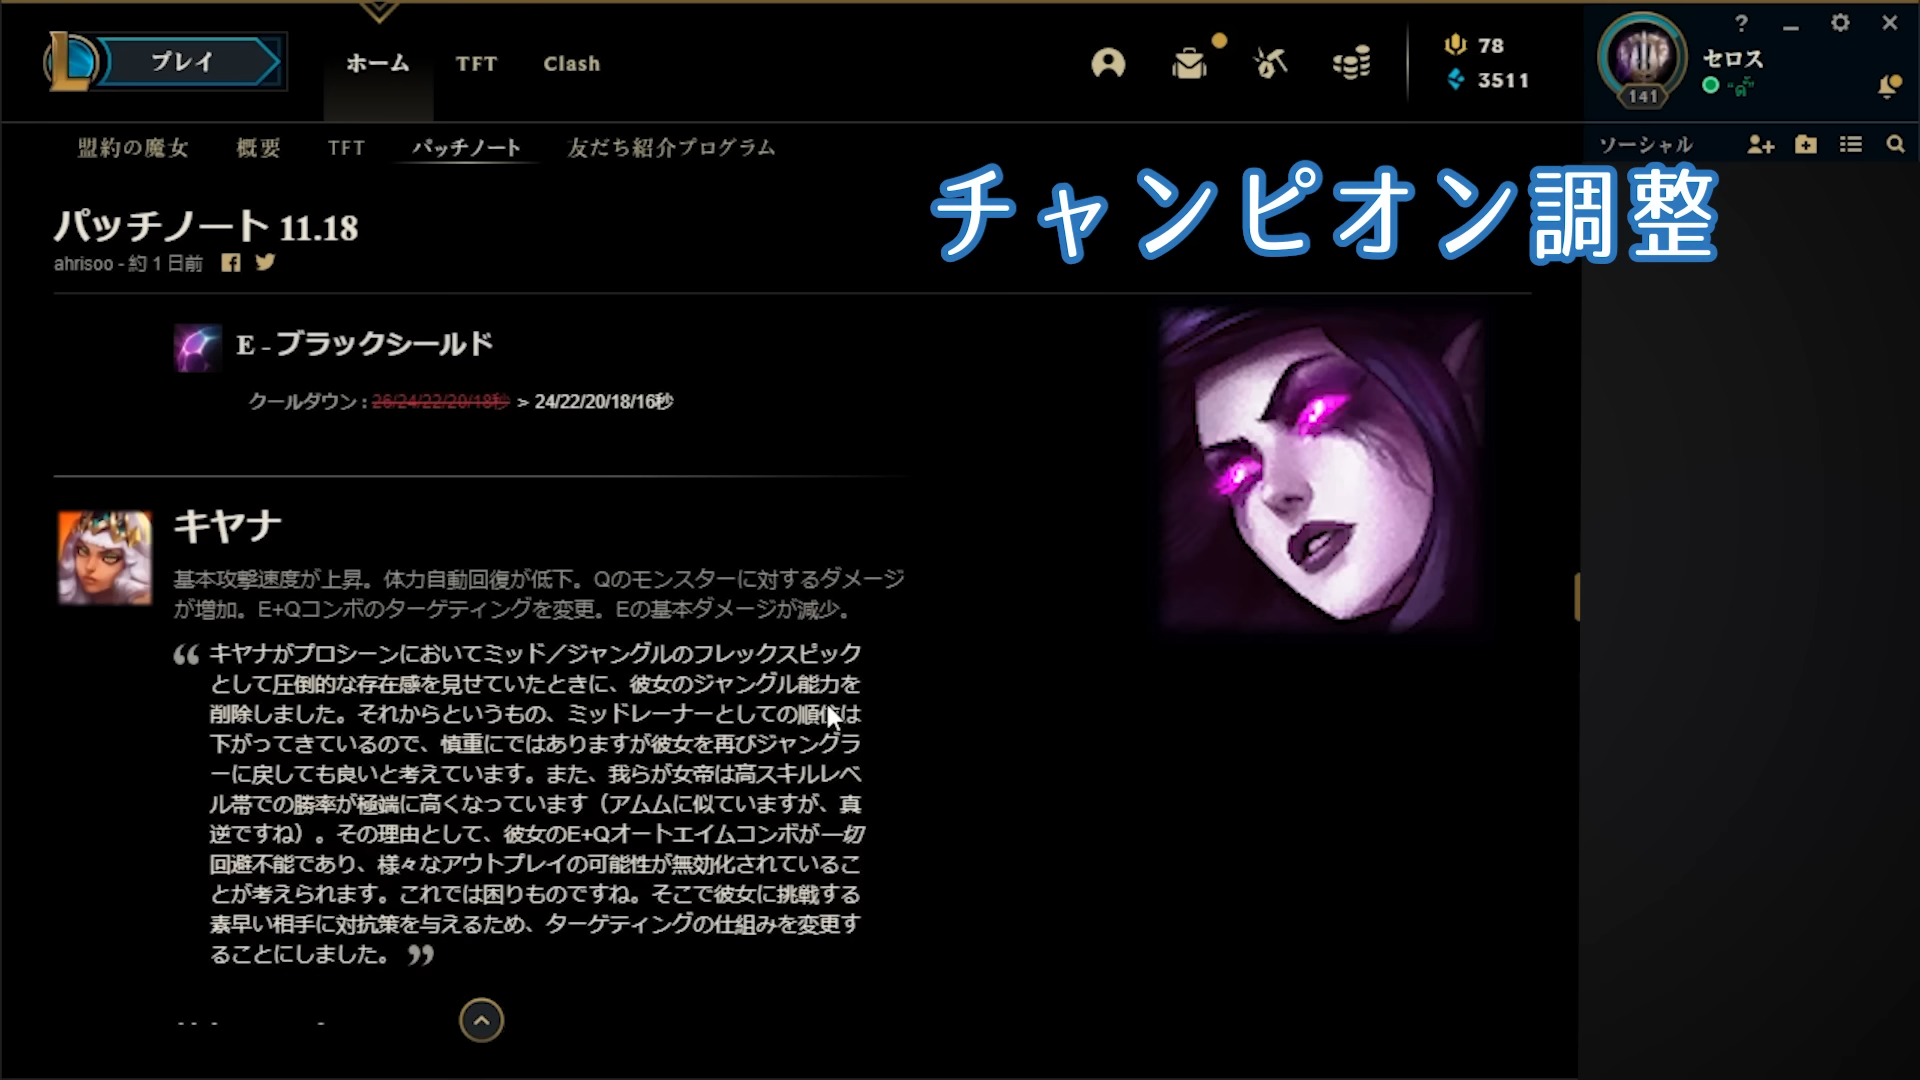 プレイ
ホーム
TFT
Clash
78
3511
141
セロス
盟約の魔女
概要
TFT
パッチノート
友だち紹介プログラム
ソーシャル
チャンピオン調整
パッチノート 11.18
ahrisoo - 約 1 日前
E - ブラックシールド
クールダウン : 26/24/22/20/18秒 > 24/22/20/18/16秒
キヤナ
基本攻撃速度が上昇。体力自動回復が低下。Qのモンスターに対するダメージ
が増加。E+Qコンボのターゲティングを変更。Eの基本ダメージが減少。
“ キヤナがプロシーンにおいてミッド／ジャングルのフレックスピック
として圧倒的な存在感を見せていたときに、彼女のジャングル能力を
削除しました。それからというもの、ミッドレーナーとしての順位は
下がってきているので、慎重にではありますが彼女を再びジャングラ
ーに戻しても良いと考えています。また、我らが女帝は高スキルレベ
ル帯での勝率が極端に高くなっています（アムムに似ていますが、真
逆ですね）。その理由として、彼女のE+Qオートエイムコンボが一切
回避不能であり、様々なアウトプレイの可能性が無効化されているこ
とが考えられます。これでは困りものですね。そこで彼女に挑戦する
素早い相手に対抗策を与えるため、ターゲティングの仕組みを変更す
ることにしました。 ”